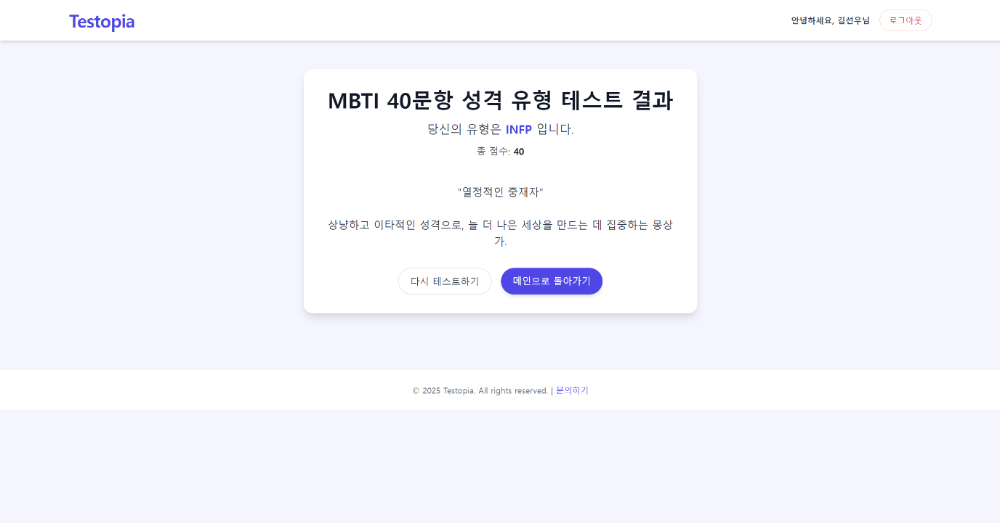 Testopia
안녕하세요, 김선우님
로그아웃
MBTI 40문항 성격 유형 테스트 결과
당신의 유형은 INFP 입니다.
총 점수: 40
"열정적인 중재자"
상냥하고 이타적인 성격으로, 늘 더 나은 세상을 만드는 데 집중하는 몽상
가.
다시 테스트하기
메인으로 돌아가기
© 2025 Testopia. All rights reserved. | 문의하기